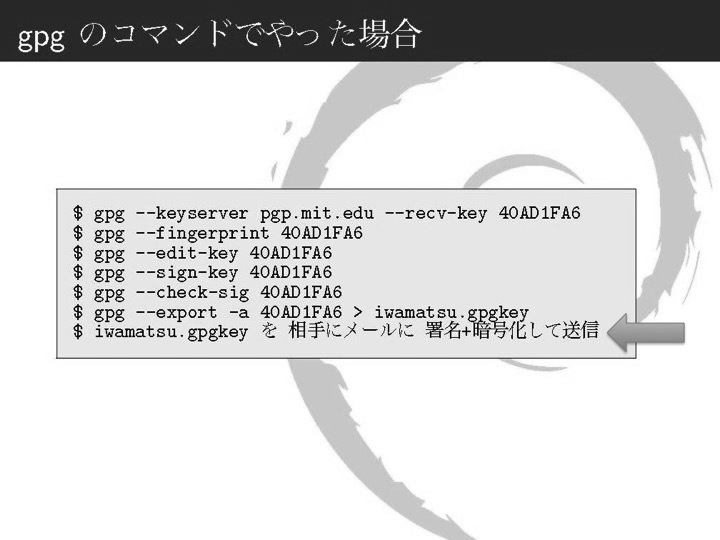 gpg のコマンドでやった場合
$ gpg --keyserver pgp.mit.edu --recv-key 40AD1FA6
$ gpg --fingerprint 40AD1FA6
$ gpg --edit-key 40AD1FA6
$ gpg --sign-key 40AD1FA6
$ gpg --check-sig 40AD1FA6
$ gpg --export -a 40AD1FA6 > iwamatsu.gpgkey
$ iwamatsu.gpgkey を 相手にメールに 署名+暗号化して送信